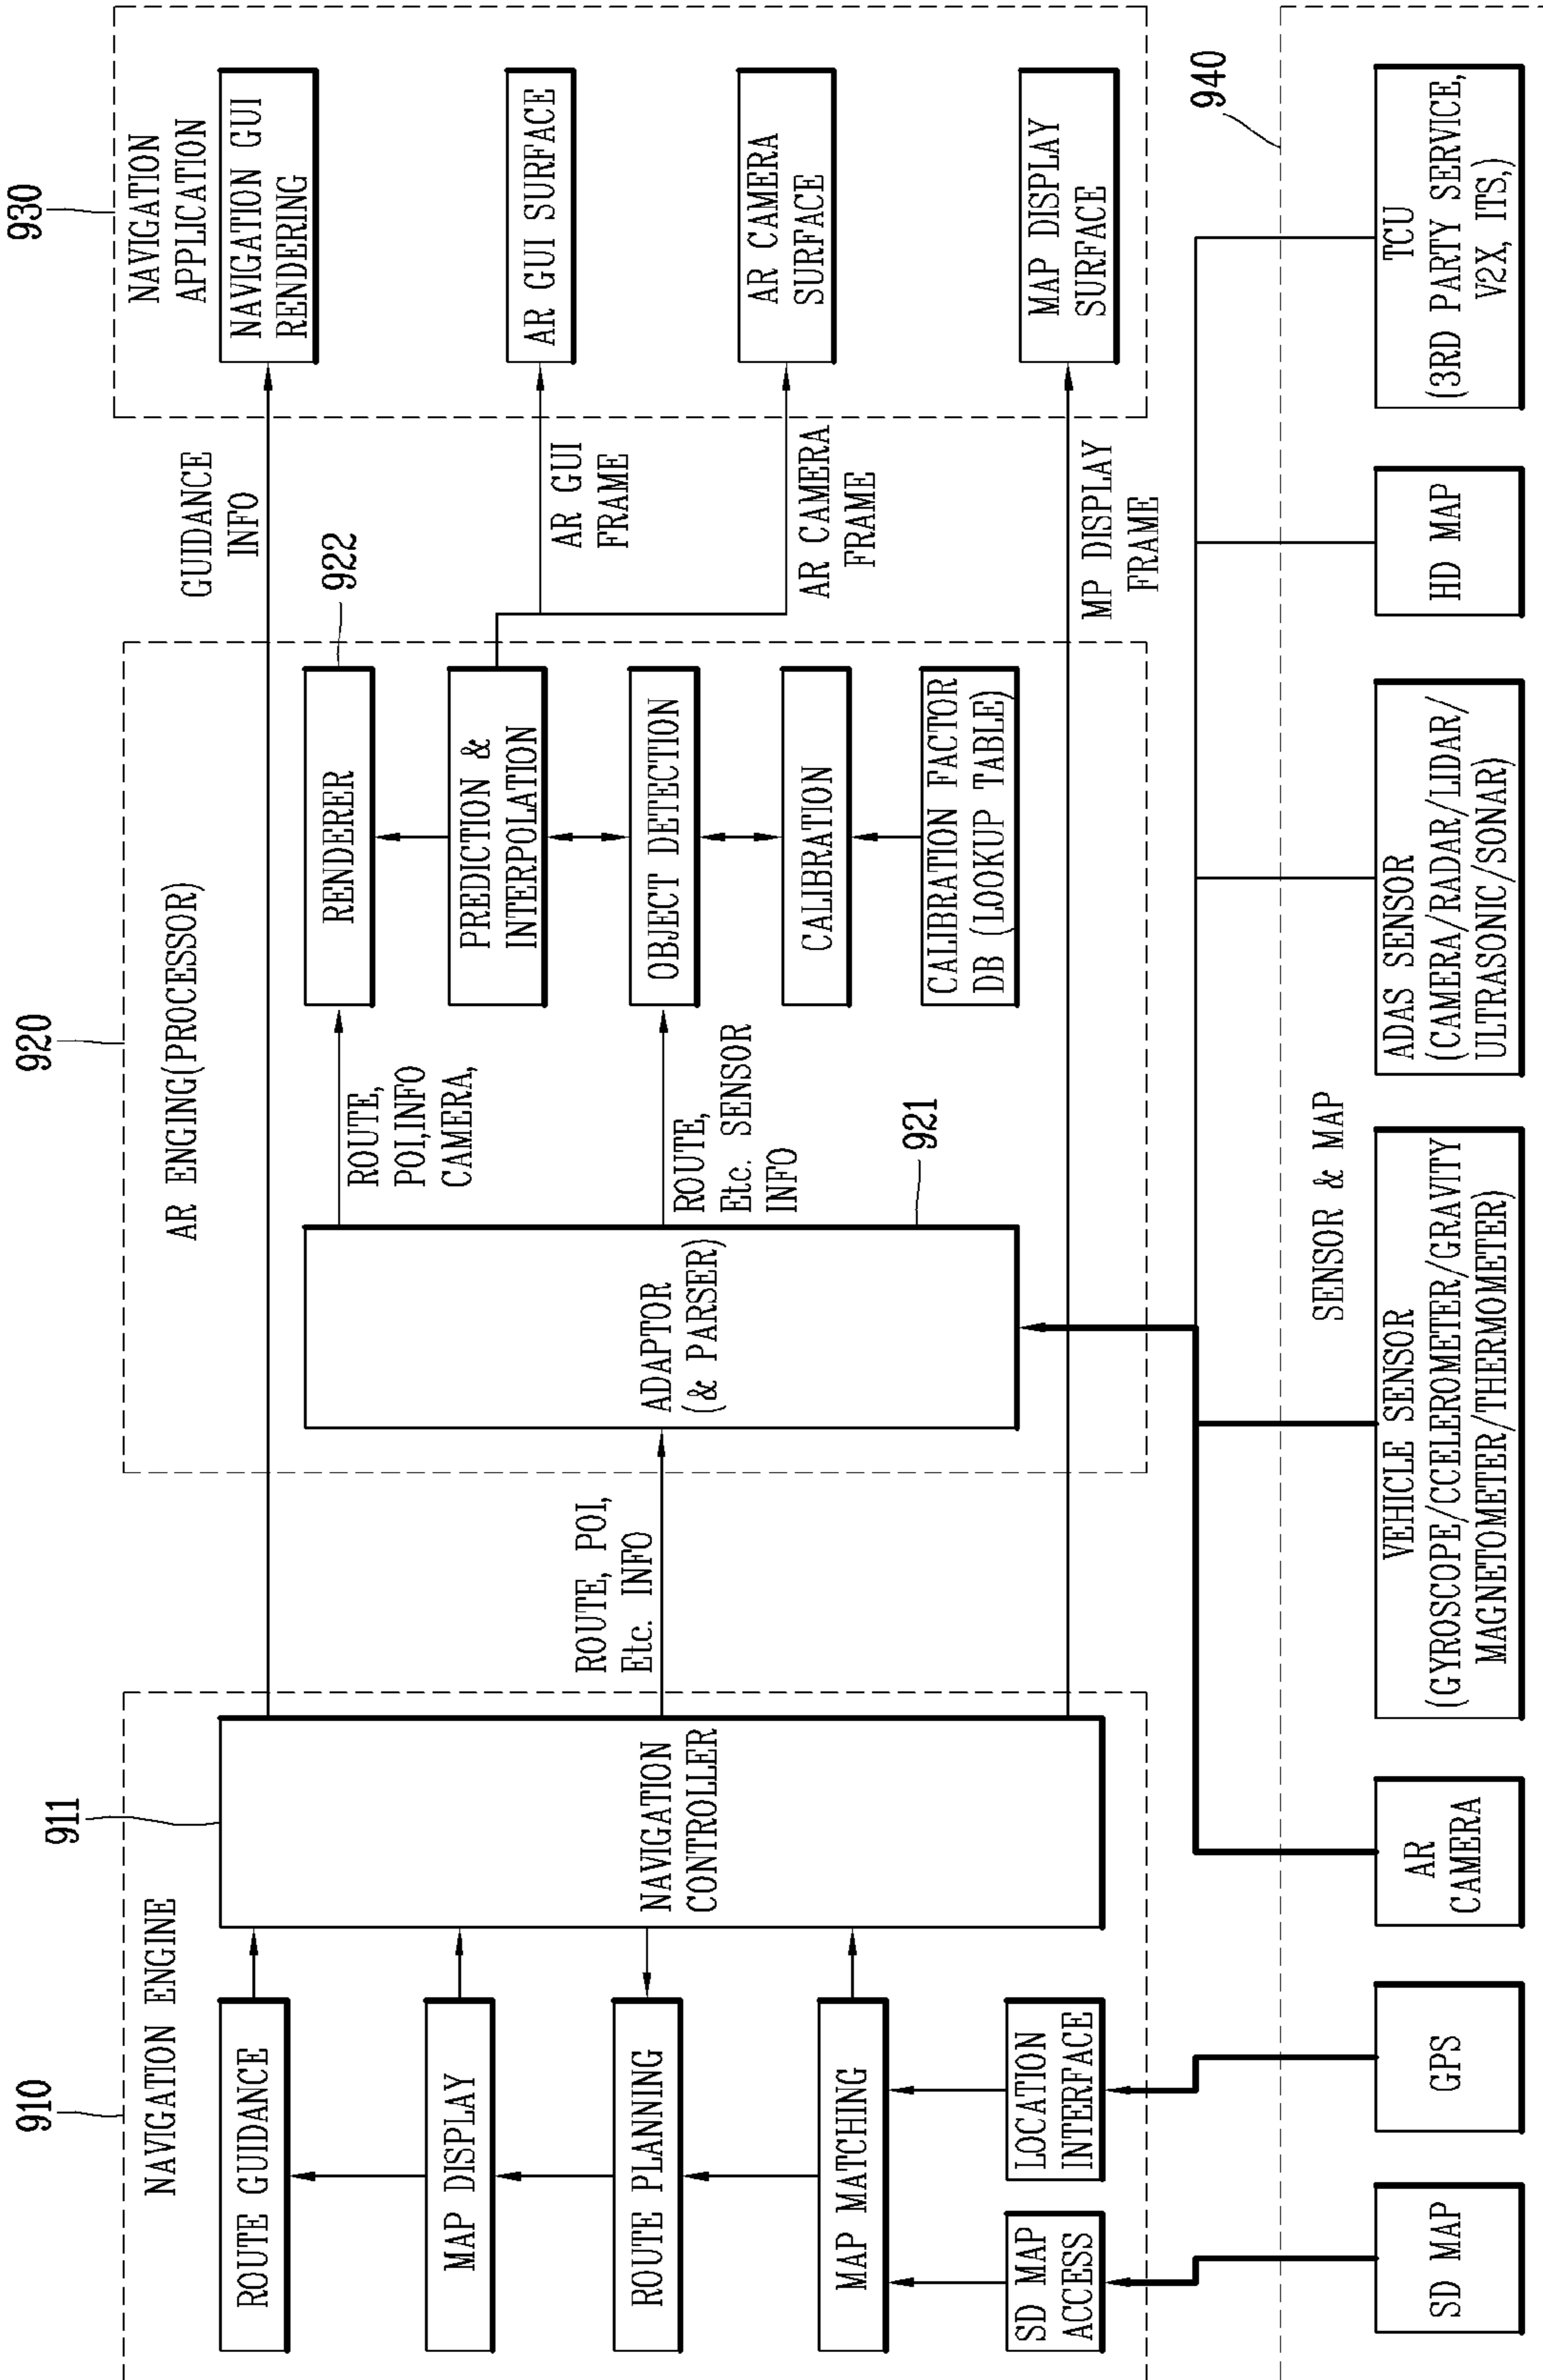 910
NAVIGATION ENGINE
911
ROUTE GUIDANCE
MAP DISPLAY
ROUTE PLANNING
MAP MATCHING
SD MAP
ACCESS
LOCATION
INTERFACE
NAVIGATION
CONTROLLER
ROUTE, POI,
Etc. INFO
920
AR ENGING(PROCESSOR)
ADAPTOR
(& PARSER)
921
ROUTE,
POI,INFO
CAMERA,
ROUTE,
Etc. SENSOR
INFO
922
RENDERER
PREDICTION &
INTERPOLATION
OBJECT DETECTION
CALIBRATION
CALIBRATION FACTOR
DB (LOOKUP TABLE)
GUIDANCE
INFO
AR GUI
FRAME
AR CAMERA
FRAME
MP DISPLAY
FRAME
930
NAVIGATION
APPLICATION
NAVIGATION GUI
RENDERING
AR GUI SURFACE
AR CAMERA
SURFACE
MAP DISPLAY
SURFACE
940
SENSOR & MAP
SD MAP
GPS
AR
CAMERA
VEHICLE SENSOR
(GYROSCOPE/CCELEROMETER/GRAVITY
MAGNETOMETER/THERMOMETER)
ADAS SENSOR
(CAMERA/RADAR/LIDAR/
ULTRASONIC/SONAR)
HD MAP
TCU
(3RD PARTY SERVICE,
V2X, ITS,)